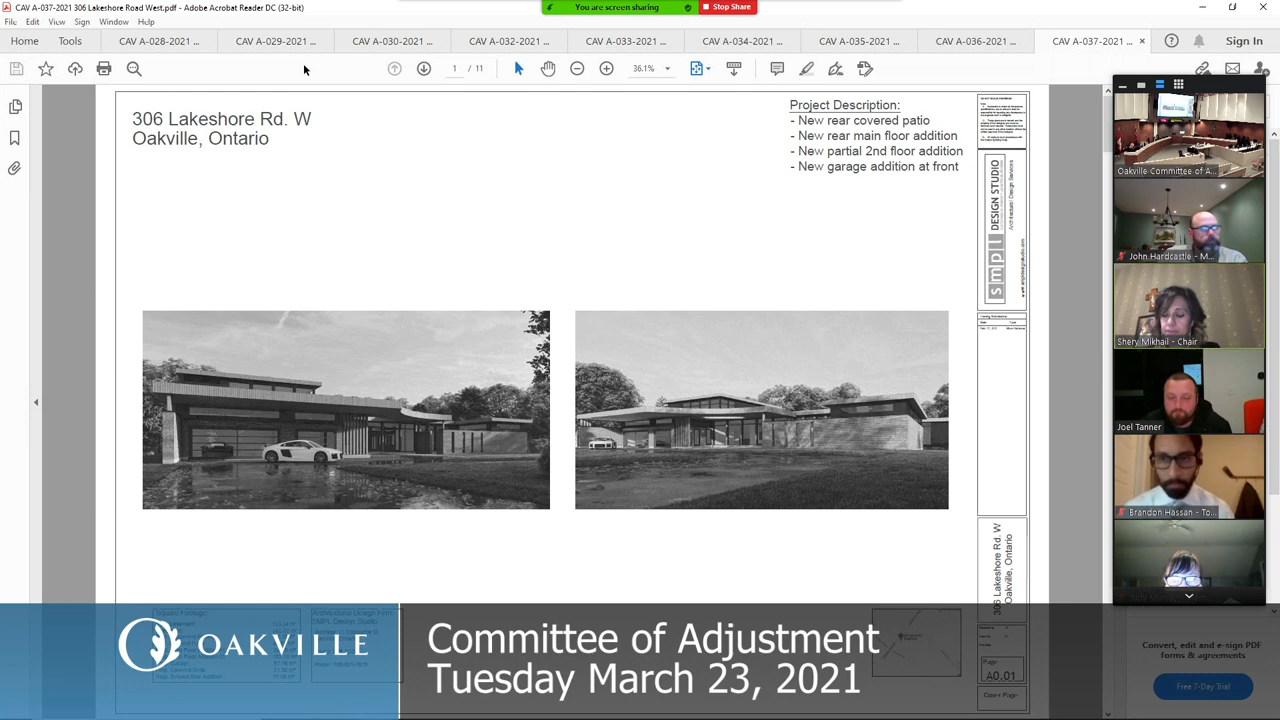 CAV A-037-2021 306 Lakeshore Road West.pdf - Adobe Acrobat Reader DC (32-bit)
You are screen sharing
Stop Share
File Edit View Sign Window Help
Home Tools CAV A-028-2021 ... CAV A-029-2021 ... CAV A-030-2021 ... CAV A-032-2021 ... CAV A-033-2021 ... CAV A-034-2021 ... CAV A-035-2021 ... CAV A-036-2021 ... CAV A-037-2021 ... Sign In
1 / 11
36.1%
306 Lakeshore Rd. W
Oakville, Ontario
Project Description:
- New rear covered patio
- New rear main floor addition
- New partial 2nd floor addition
- New garage addition at front
smpl DESIGN STUDIO
Architectural Design Services
306 Lakeshore Rd. W
Oakville, Ontario
Page
A0.01
Cover Page
Oakville Committee of A...
John Hardcastle - M...
Shery Mikhail - Chair
Joel Tanner
Brandon Hassan - To...
Convert, edit and e-sign PDF
forms & agreements
Free 7-Day Trial
OAKVILLE
Committee of Adjustment
Tuesday March 23, 2021